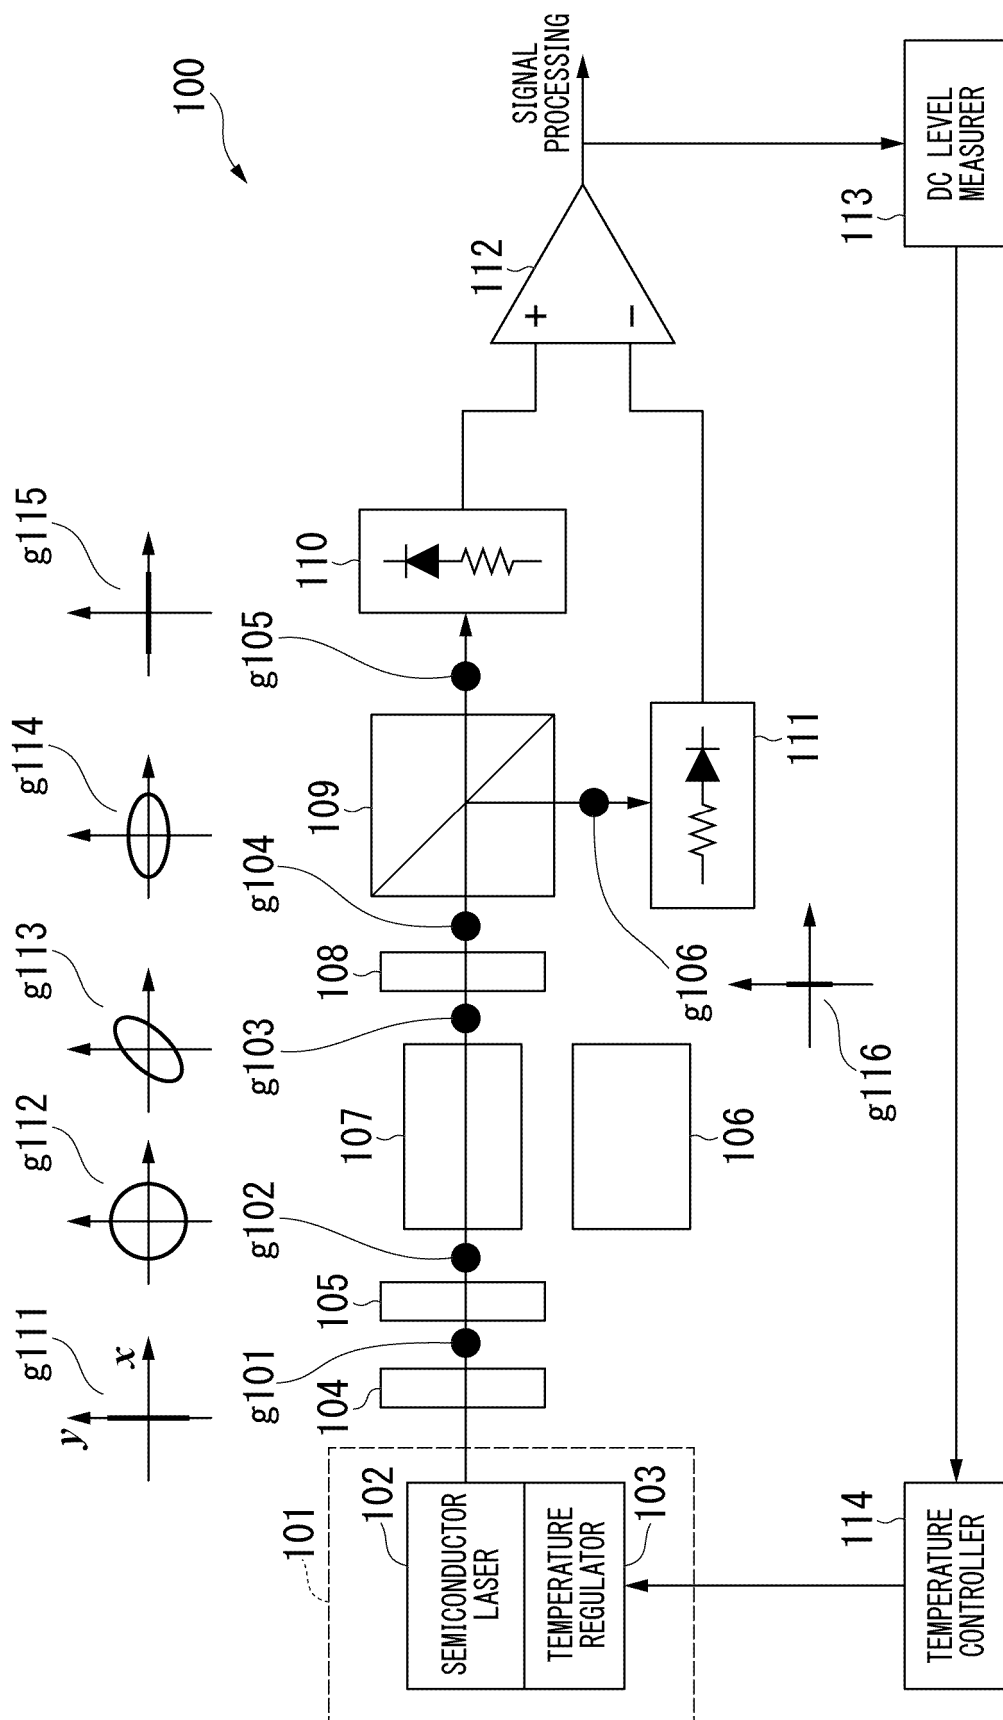 100
g111
g112
g113
g114
g115
y
x
g101
g102
g103
g104
g105
101
102
SEMICONDUCTOR
LASER
TEMPERATURE
REGULATOR
103
104
105
107
106
108
109
110
111
g106
g116
112
+
−
SIGNAL
PROCESSING
113
DC LEVEL
MEASURER
114
TEMPERATURE
CONTROLLER